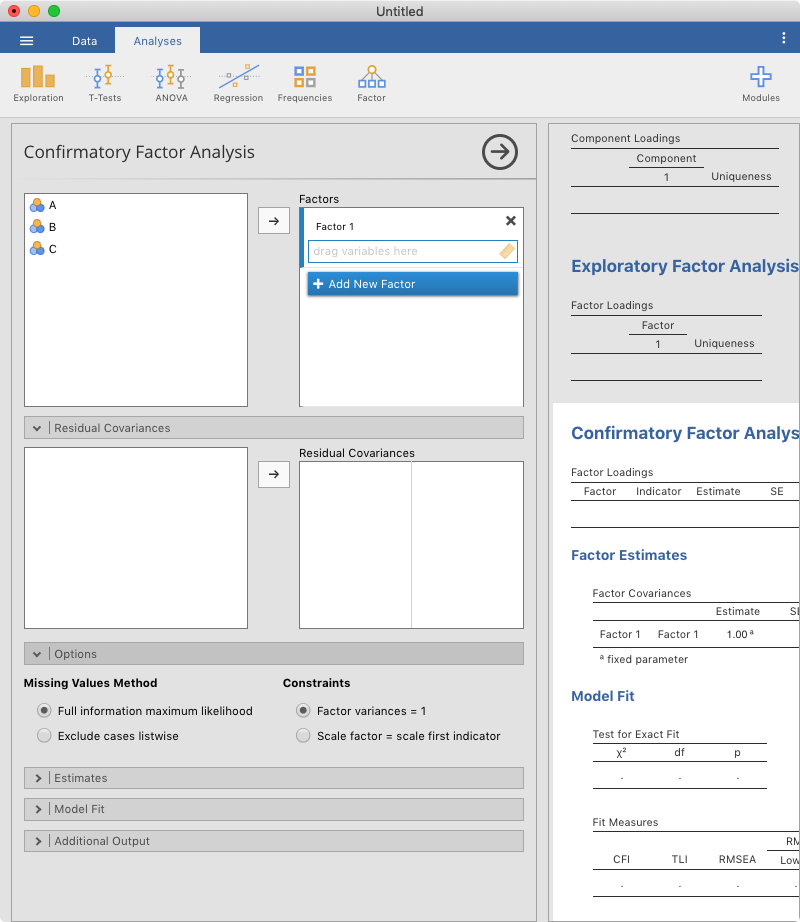 Untitled
Data
Analyses
Exploration
T-Tests
ANOVA
Regression
Frequencies
Factor
Modules
Confirmatory Factor Analysis
A
B
C
Factors
Factor 1
drag variables here
Add New Factor
Residual Covariances
Residual Covariances
Options
Missing Values Method
Full information maximum likelihood
Exclude cases listwise
Constraints
Factor variances = 1
Scale factor = scale first indicator
Estimates
Model Fit
Additional Output
Component Loadings
Component
1 Uniqueness
Exploratory Factor Analysis
Factor Loadings
Factor
1 Uniqueness
Confirmatory Factor Analys
Factor Loadings
Factor Indicator Estimate SE
Factor Estimates
Factor Covariances
Estimate SE
Factor 1 Factor 1 1.00 ᵃ
ᵃ fixed parameter
Model Fit
Test for Exact Fit
χ² df p
. . .
Fit Measures
RM
CFI TLI RMSEA Low
. . . .